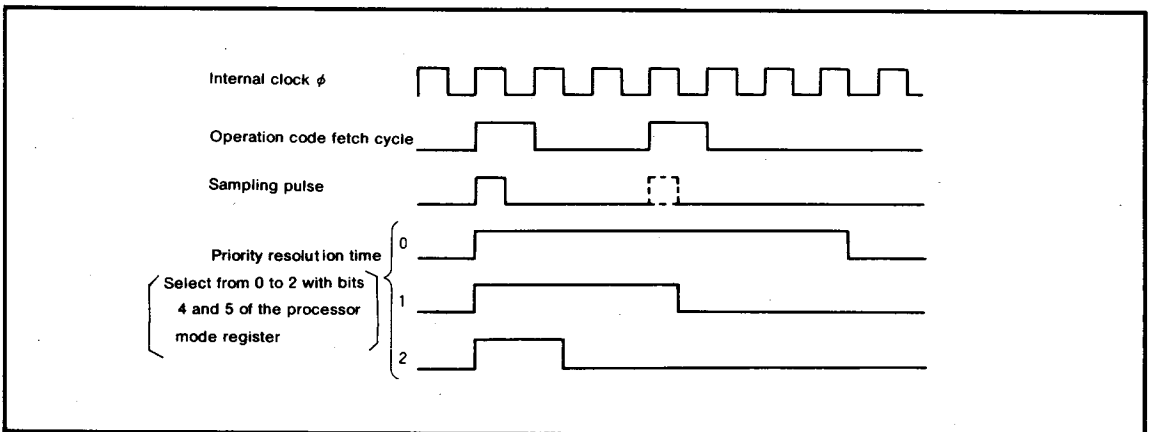 Internal clock φ
Operation code fetch cycle
Sampling pulse
Priority resolution time
Select from 0 to 2 with bits
4 and 5 of the processor
mode register
0
1
2